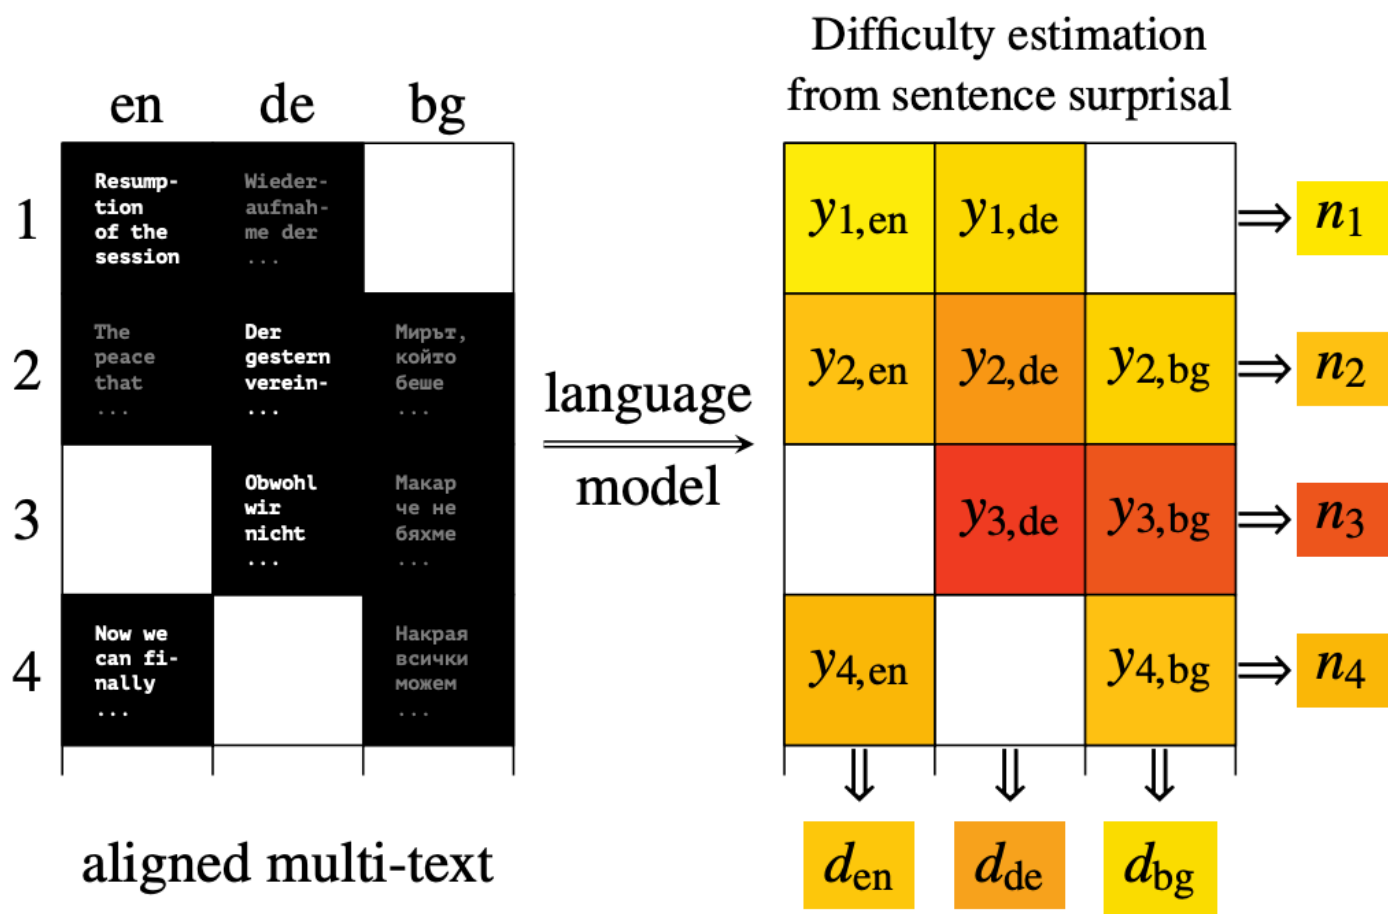 Difficulty estimation
from sentence surprisal
en de bg
1
Resump-
tion
of the
session
Wieder-
aufnah-
me der
...
2
The
peace
that
...
Der
gestern
verein-
...
Мирът,
който
беше
...
3
Obwohl
wir
nicht
...
Макар
че не
бяхме
...
4
Now we
can fi-
nally
...
Накрая
всички
можем
...
aligned multi-text
language
model
y1,en y1,de ⇒ n1
y2,en y2,de y2,bg ⇒ n2
y3,de y3,bg ⇒ n3
y4,en y4,bg ⇒ n4
⇓ ⇓ ⇓
den dde dbg